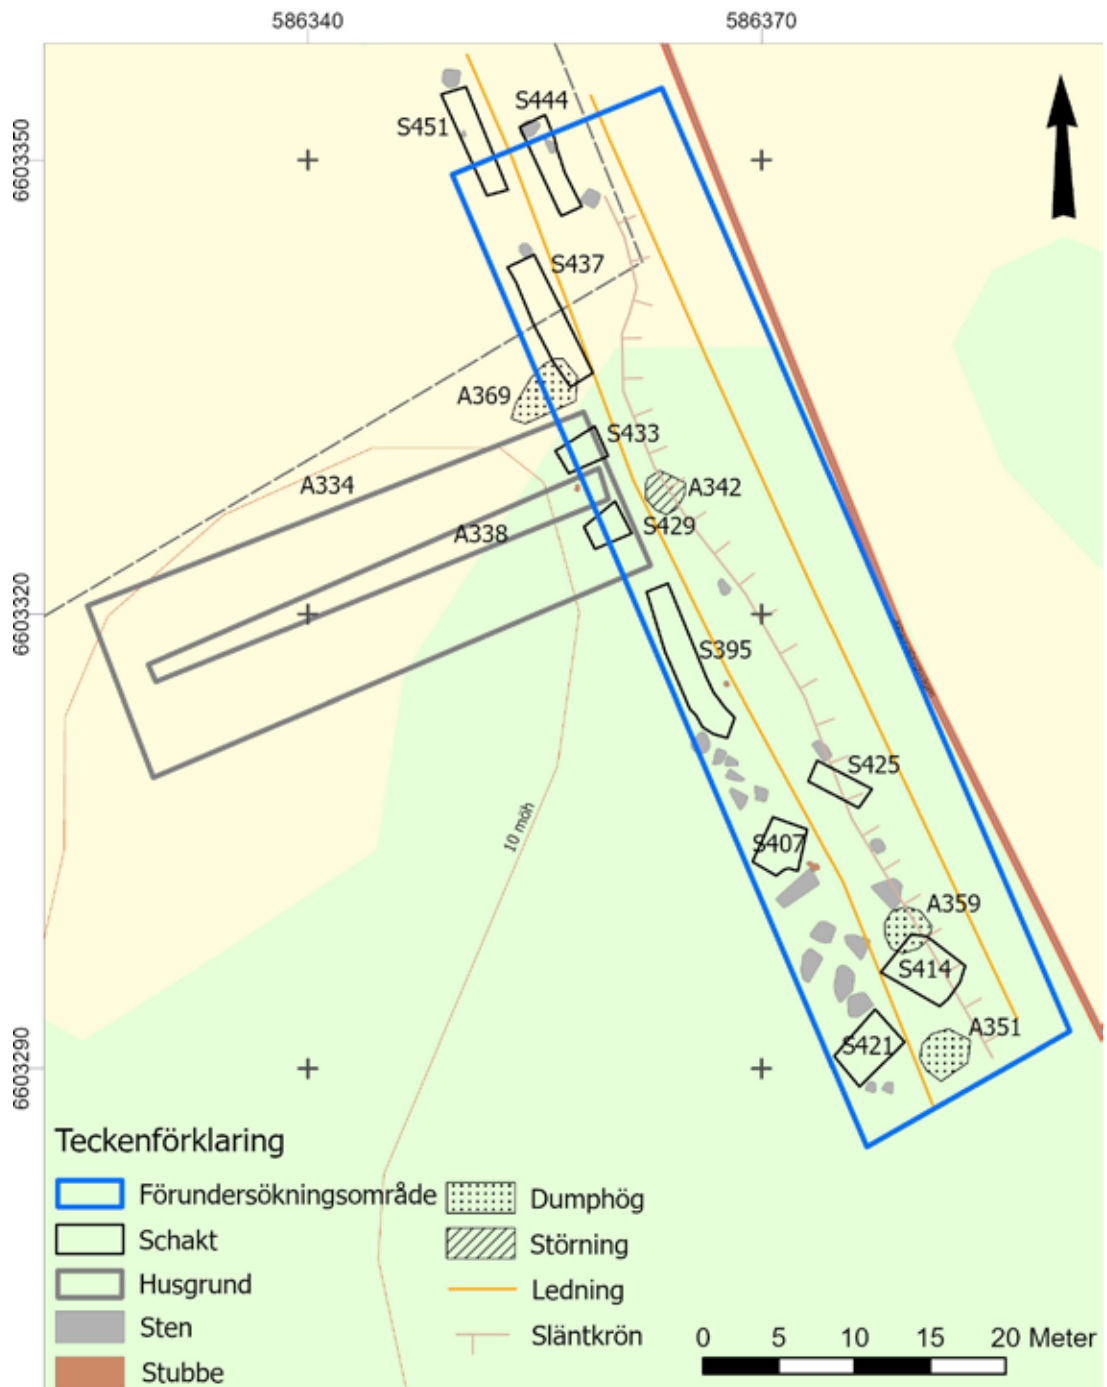 586340 586370
6603350
6603320
6603290
S444
S451
S437
A369
S433
A334
A342
A338
S429
S395
S425
10 möh
S407
A359
S414
A351
S421
Teckenförklaring
Förundersökningsområde
Schakt
Husgrund
Sten
Stubbe
Dumphög
Störning
Ledning
Släntkrön
0 5 10 15 20 Meter